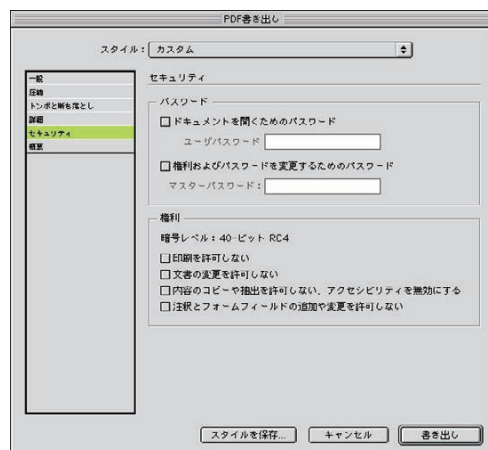 PDF書き出し
スタイル: カスタム
一般
圧縮
トンボと断ち落とし
詳細
セキュリティ
概要
セキュリティ
パスワード
ドキュメントを開くためのパスワード
ユーザパスワード
権利およびパスワードを変更するためのパスワード
マスターパスワード:
権利
暗号レベル: 40-ビット RC4
印刷を許可しない
文書の変更を許可しない
内容のコピーや抽出を許可しない、アクセシビリティを無効にする
注釈とフォームフィールドの追加や変更を許可しない
スタイルを保存... キャンセル 書き出し